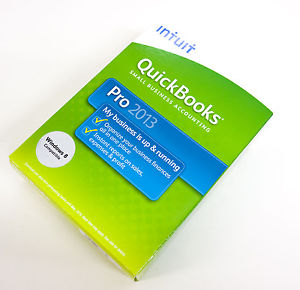 intuit
QuickBooks
SMALL BUSINESS ACCOUNTING
Pro 2013
My business is up & running
Organize your business finances
all in one place
Instant reports on sales,
expenses & profit
Windows 8
Compatible